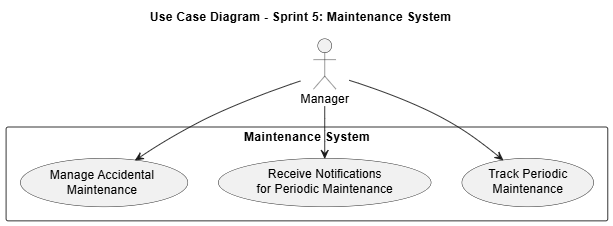 Use Case Diagram - Sprint 5: Maintenance System
Manager
Maintenance System
Manage Accidental
Maintenance
Receive Notifications
for Periodic Maintenance
Track Periodic
Maintenance